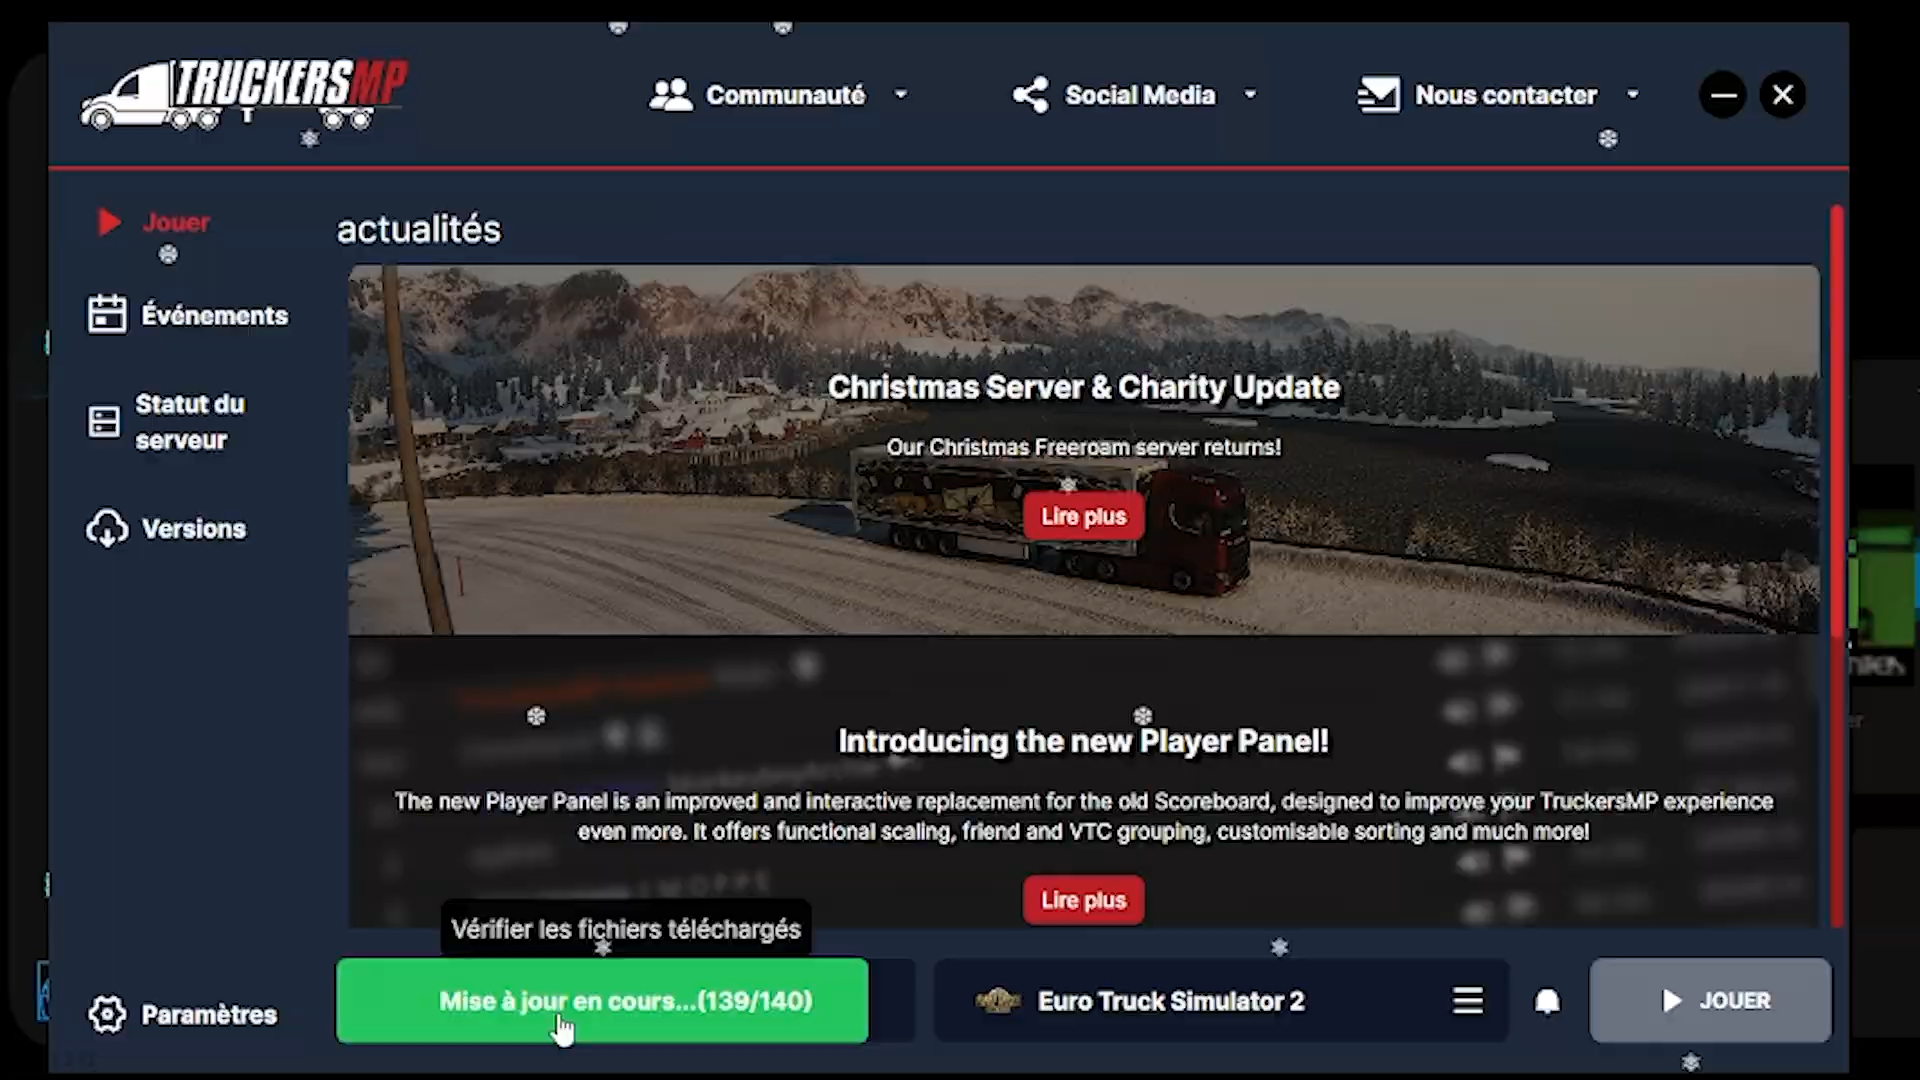 TRUCKERSMP
Communauté
Social Media
Nous contacter
Jouer
Événements
Statut du
serveur
Versions
Paramètres
actualités
Christmas Server & Charity Update
Our Christmas Freeroam server returns!
Lire plus
Introducing the new Player Panel!
The new Player Panel is an improved and interactive replacement for the old Scoreboard, designed to improve your TruckersMP experience
even more. It offers functional scaling, friend and VTC grouping, customisable sorting and much more!
Lire plus
Vérifier les fichiers téléchargés
Mise à jour en cours...(139/140)
Euro Truck Simulator 2
JOUER